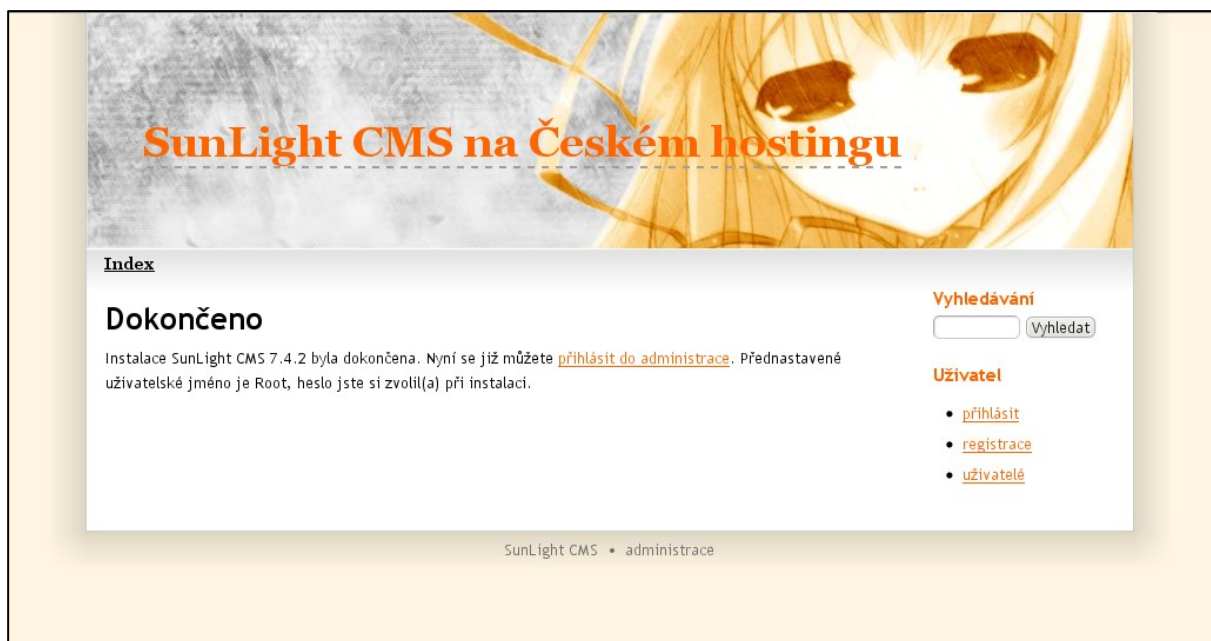 SunLight CMS na Českém hostingu
Index
Dokončeno
Instalace SunLight CMS 7.4.2 byla dokončena. Nyní se již můžete přihlásit do administrace. Přednastavené
uživatelské jméno je Root, heslo jste si zvolil(a) při instalaci.
Vyhledávání
Vyhledat
Uživatel
• přihlásit
• registrace
• uživatelé
SunLight CMS • administrace